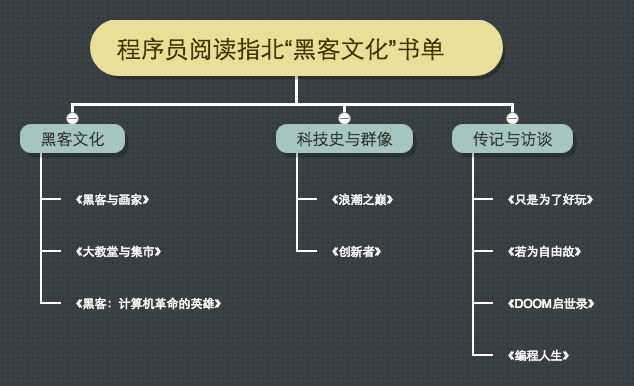 程序员阅读指北“黑客文化”书单
黑客文化
科技史与群像
传记与访谈
《黑客与画家》
《浪潮之巅》
《只是为了好玩》
《大教堂与集市》
《创新者》
《若为自由故》
《黑客：计算机革命的英雄》
《DOOM启世录》
《编程人生》